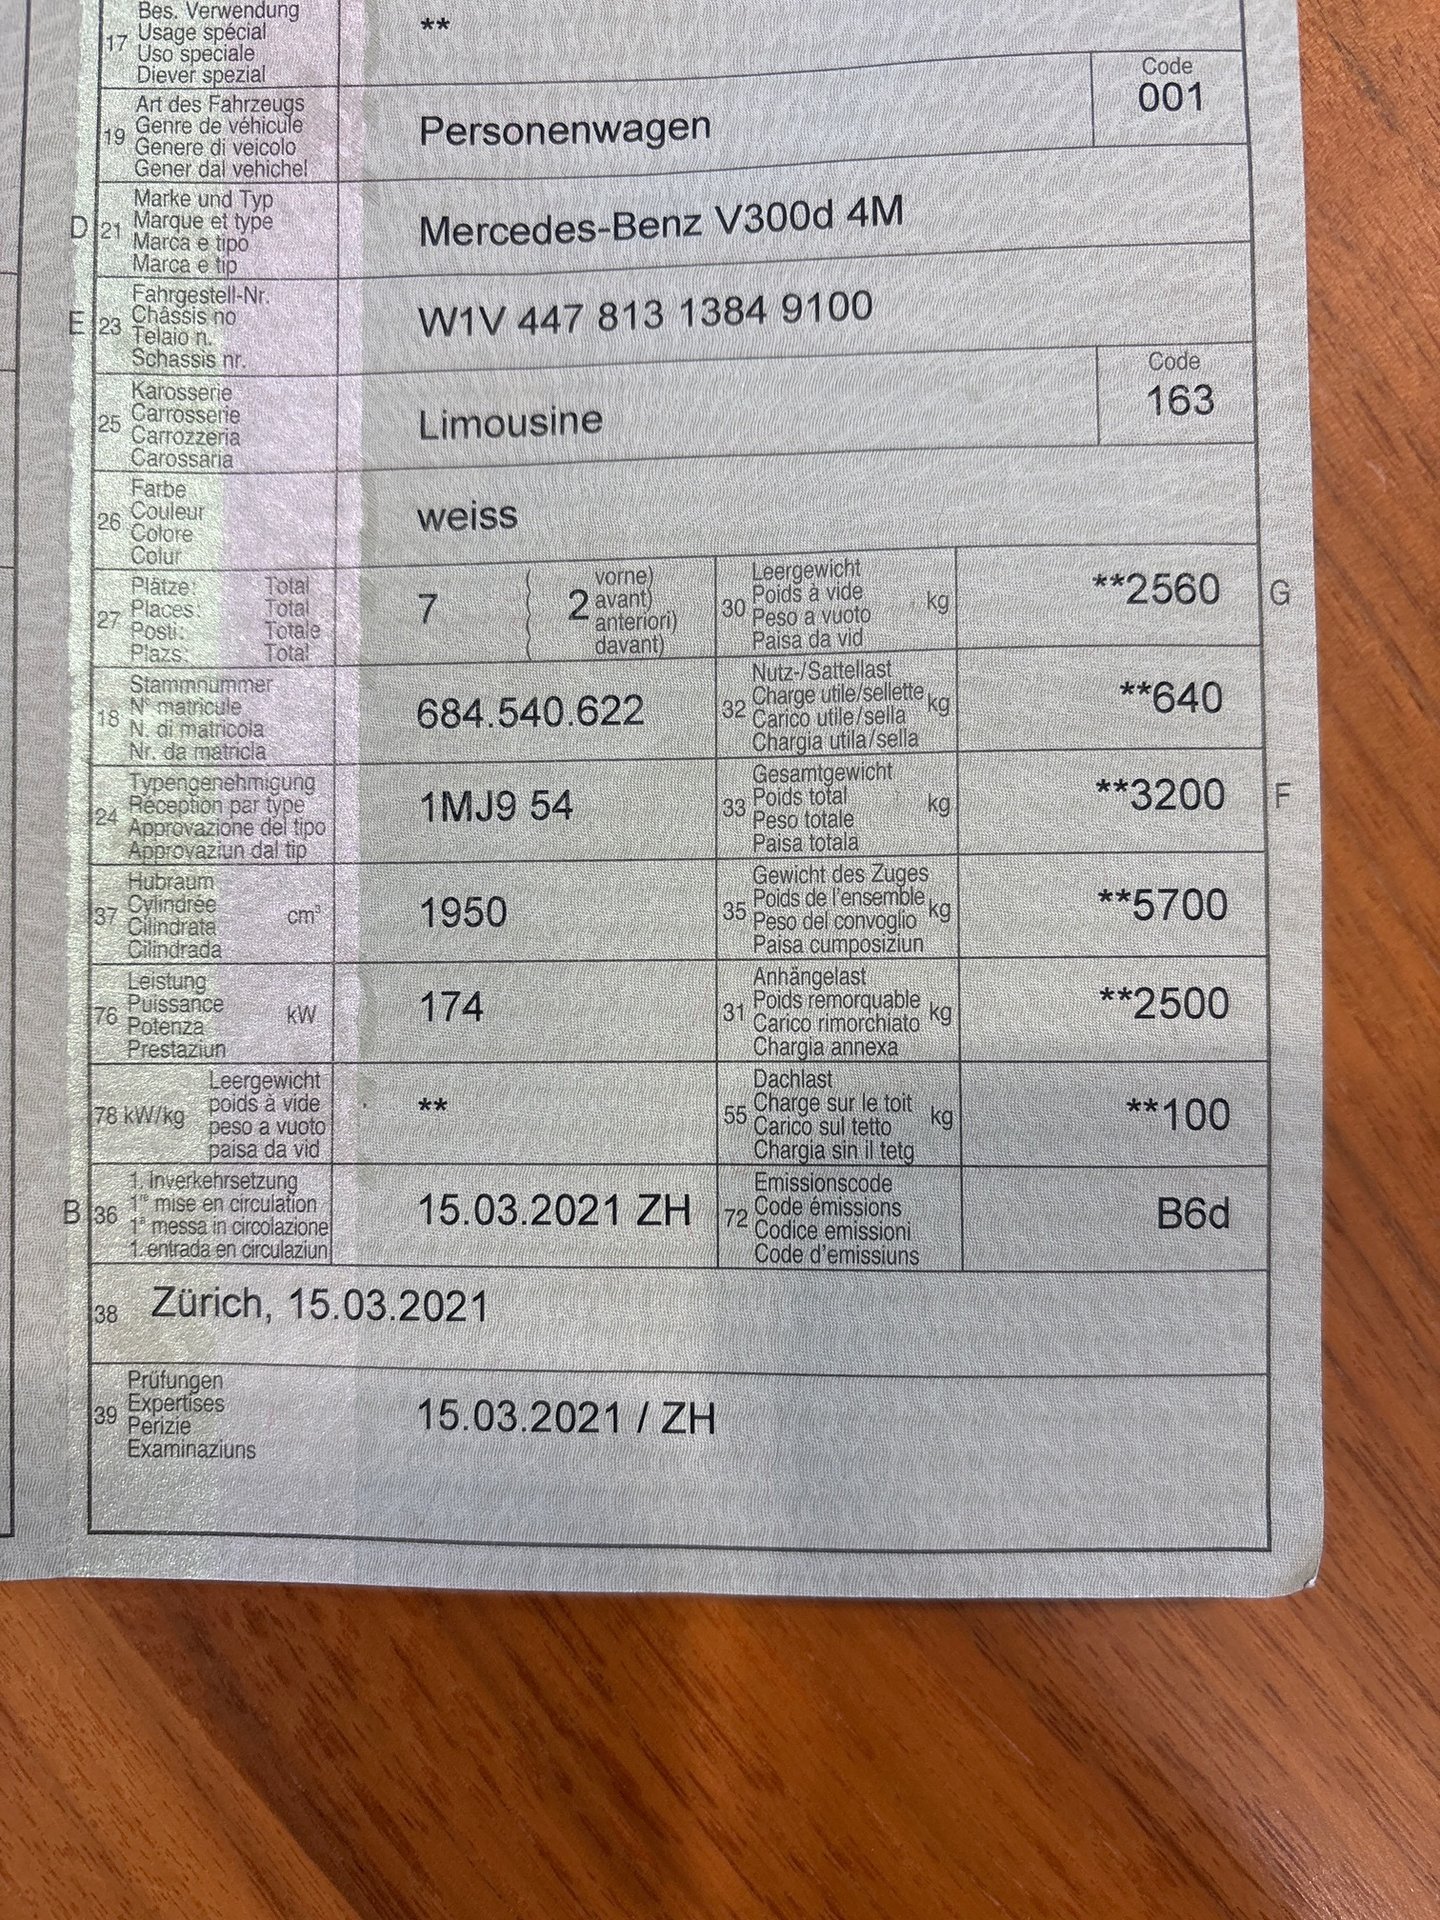 17
Bes. Verwendung
Usage spécial
Uso speciale
Diever spezial
**
19
Art des Fahrzeugs
Genre de véhicule
Genere di veicolo
Gener dal vehichel
Personenwagen
Code
001
D
21
Marke und Typ
Marque et type
Marca e tipo
Marca e tip
Mercedes-Benz V300d 4M
E
23
Fahrgestell-Nr.
Châssis no
Telaio n.
Schassis nr.
W1V 447 813 1384 9100
25
Karosserie
Carrosserie
Carrozzeria
Carossaria
Limousine
Code
163
26
Farbe
Couleur
Colore
Colur
weiss
27
Plätze: Total
Places: Total
Posti: Totale
Plazs: Total
7
2
vorne)
avant)
anteriori)
davant)
30
Leergewicht
Poids à vide
Peso a vuoto
Paisa da vid
kg
**2560
G
18
Stammnummer
N° matricule
N. di matricola
Nr. da matricla
684.540.622
32
Nutz-/Sattellast
Charge utile/sellette
Carico utile/sella
Chargia utila/sella
kg
**640
24
Typengenehmigung
Réception par type
Approvazione del tipo
Approvaziun dal tip
1MJ9 54
33
Gesamtgewicht
Poids total
Peso totale
Paisa totala
kg
**3200
F
37
Hubraum
Cylindrée
Cilindrata
Cilindrada
cm³
1950
35
Gewicht des Zuges
Poids de l'ensemble
Peso del convoglio
Paisa cumposiziun
kg
**5700
76
Leistung
Puissance
Potenza
Prestaziun
kW
174
31
Anhängelast
Poids remorquable
Carico rimorchiato
Chargia annexa
kg
**2500
78 kW/kg
Leergewicht
poids à vide
peso a vuoto
paisa da vid
**
55
Dachlast
Charge sur le toit
Carico sul tetto
Chargia sin il tetg
kg
**100
B
36
1. Inverkehrsetzung
1re mise en circulation
1a messa in circolazione
1. entrada en circulaziun
15.03.2021 ZH
72
Emissionscode
Code émissions
Codice emissioni
Code d'emissiuns
B6d
38
Zürich, 15.03.2021
39
Prüfungen
Expertises
Perizie
Examinaziuns
15.03.2021 / ZH